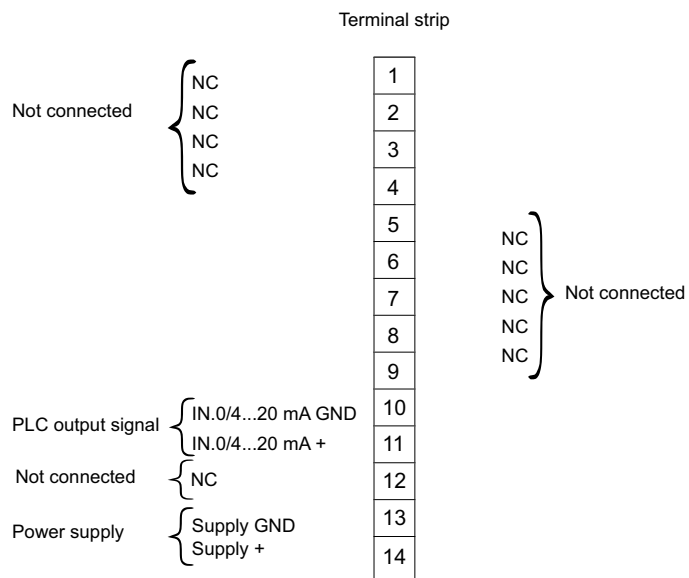 Terminal strip
1
NC
Not connected
NC
2
NC
3
NC
4
5
NC
6
NC
7
NC
Not connected
8
NC
9
NC
10
IN.0/4...20 mA GND
PLC output signal
11
IN.0/4...20 mA +
Not connected
NC
12
13
Supply GND
Power supply
Supply +
14